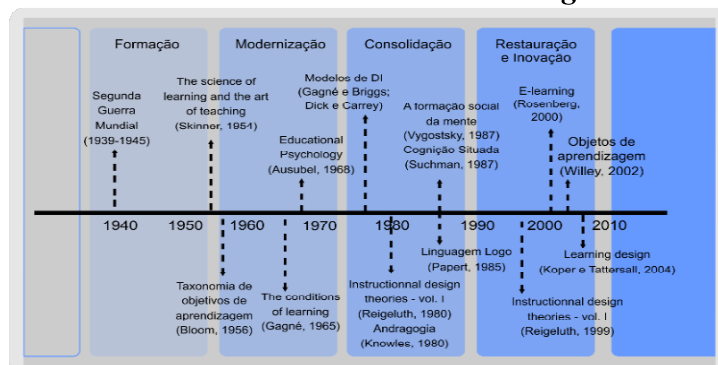 Formação
Modernização
Consolidação
Restauração
e Inovação
Segunda
Guerra
Mundial
(1939-1945)
The science of
learning and the art
of teaching
(Skinner, 1954)
Educational
Psychology
(Ausubel, 1968)
Modelos de DI
(Gagné e Briggs;
Dick e Carrey)
A formação social
da mente
(Vygostsky, 1987)
Cognição Situada
(Suchman, 1987)
E-learning
(Rosenberg,
2000)
Objetos de
aprendizagem
(Willey, 2002)
1940
1950
1960
1970
1980
1990
2000
2010
Taxonomia de
objetivos de
aprendizagem
(Bloom, 1956)
The conditions
of learning
(Gagné, 1965)
Instructionnal design
theories - vol. I
(Reigeluth, 1980)
Andragogia
(Knowles, 1980)
Linguagem Logo
(Papert, 1985)
Instructionnal design
theories - vol. I
(Reigeluth, 1999)
Learning design
(Koper e Tattersall, 2004)